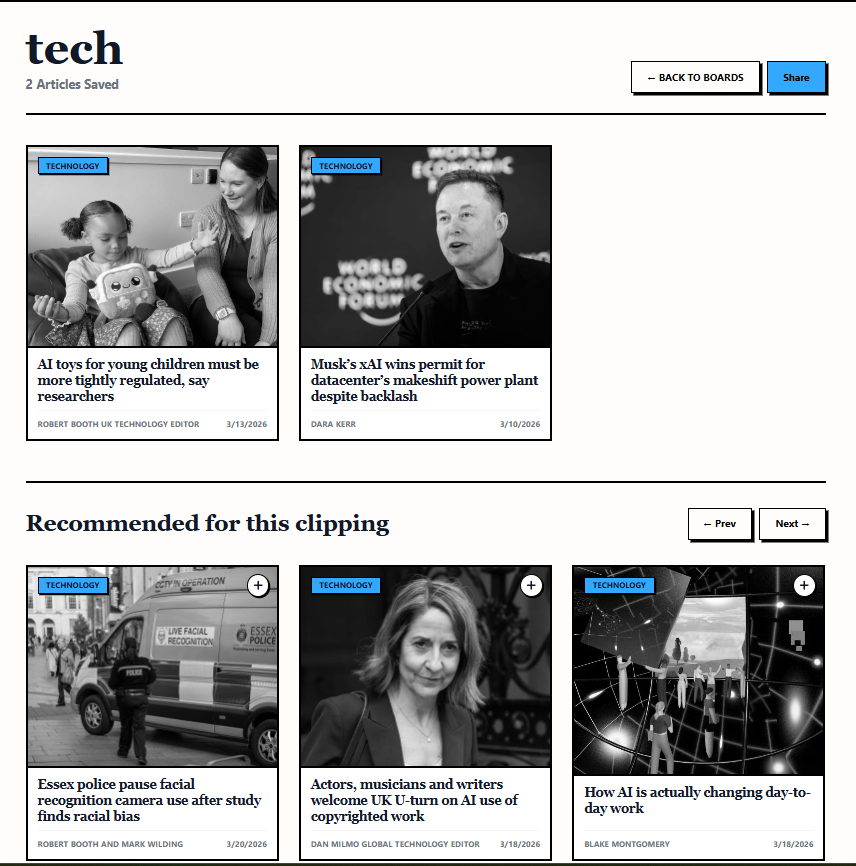 tech
2 Articles Saved
← BACK TO BOARDS
Share
TECHNOLOGY
TECHNOLOGY
WORLD
ECONOMIC
FORUM
AI toys for young children must be
more tightly regulated, say
researchers
ROBERT BOOTH UK TECHNOLOGY EDITOR
3/13/2026
Musk’s xAI wins permit for
datacenter’s makeshift power plant
despite backlash
DARA KERR
3/10/2026
Recommended for this clipping
← Prev
Next →
TECHNOLOGY
CCTV IN OPERATION
LIVE FACIAL
RECOGNITION
ESSEX
POLICE
POLICE
TECHNOLOGY
TECHNOLOGY
Essex police pause facial
recognition camera use after study
finds racial bias
ROBERT BOOTH AND MARK WILDING
3/20/2026
Actors, musicians and writers
welcome UK U-turn on AI use of
copyrighted work
DAN MILMO GLOBAL TECHNOLOGY EDITOR
3/18/2026
How AI is actually changing day-to-
day work
BLAKE MONTGOMERY
3/18/2026